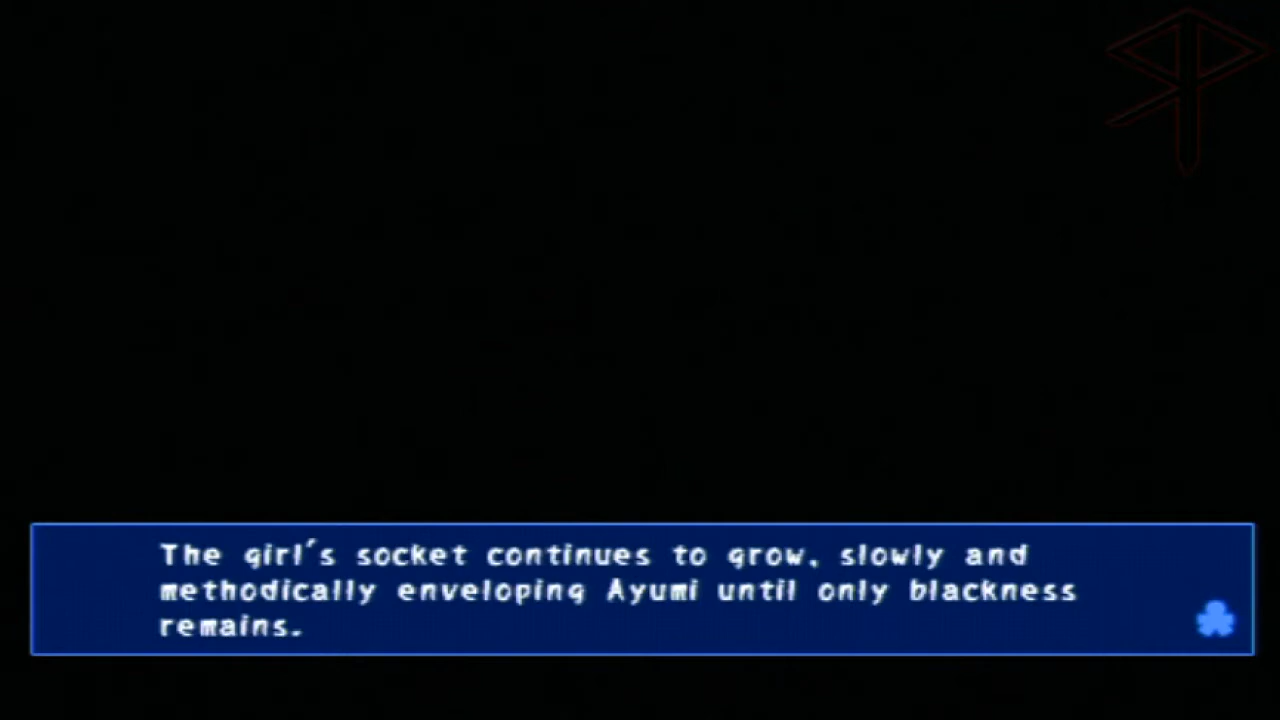 The girl's socket continues to grow, slowly and
methodically enveloping Ayumi until only blackness
remains.